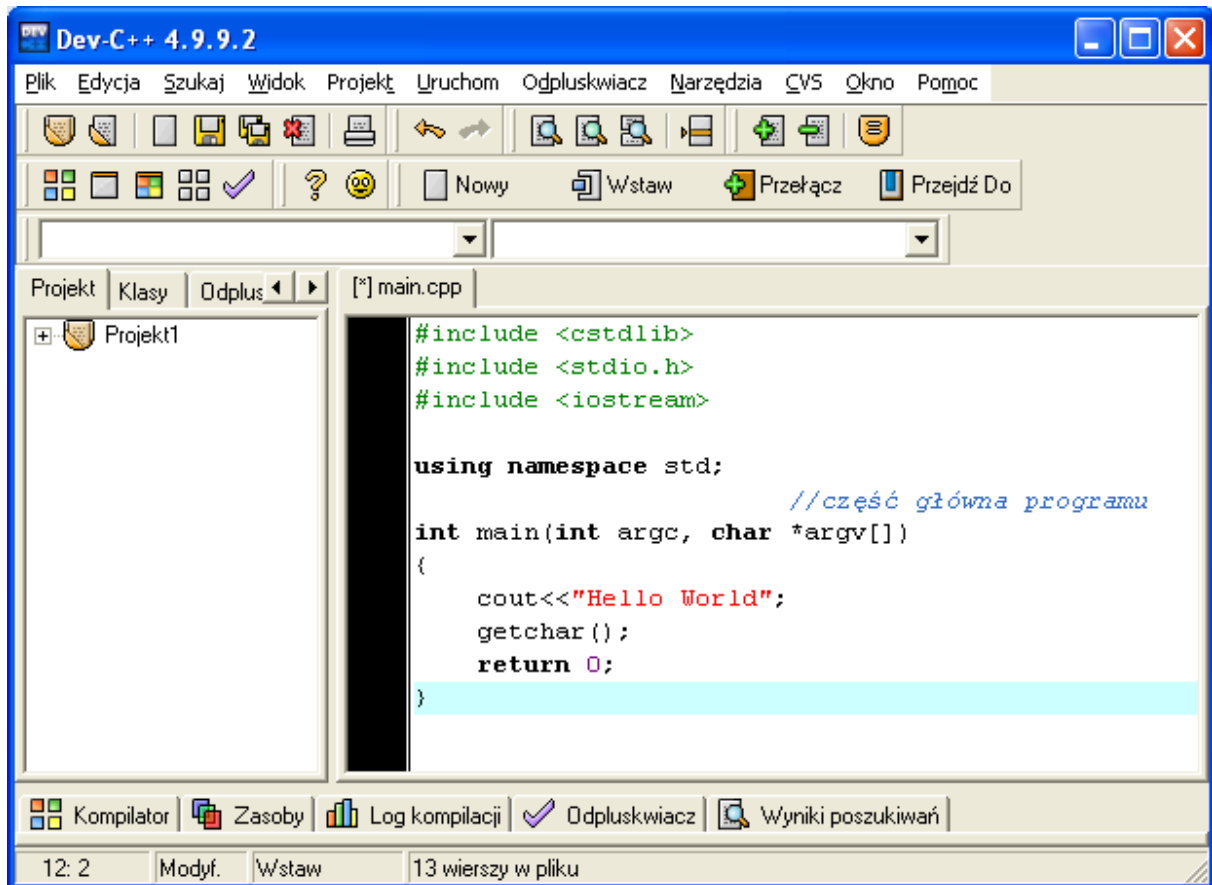 Dev-C++ 4.9.9.2
Plik Edycja Szukaj Widok Projekt Uruchom Odpluskwiacz Narzędzia CVS Okno Pomoc
Nowy Wstaw Przełącz Przejdź Do
Projekt Klasy Odplus [*] main.cpp
Projekt1
#include <cstdlib>
#include <stdio.h>
#include <iostream>
using namespace std;
//część główna programu
int main(int argc, char *argv[])
{
cout<<"Hello World";
getchar();
return 0;
}
Kompilator Zasoby Log kompilacji Odpluskwiacz Wyniki poszukiwań
12: 2 Modyf. Wstaw 13 wierszy w pliku